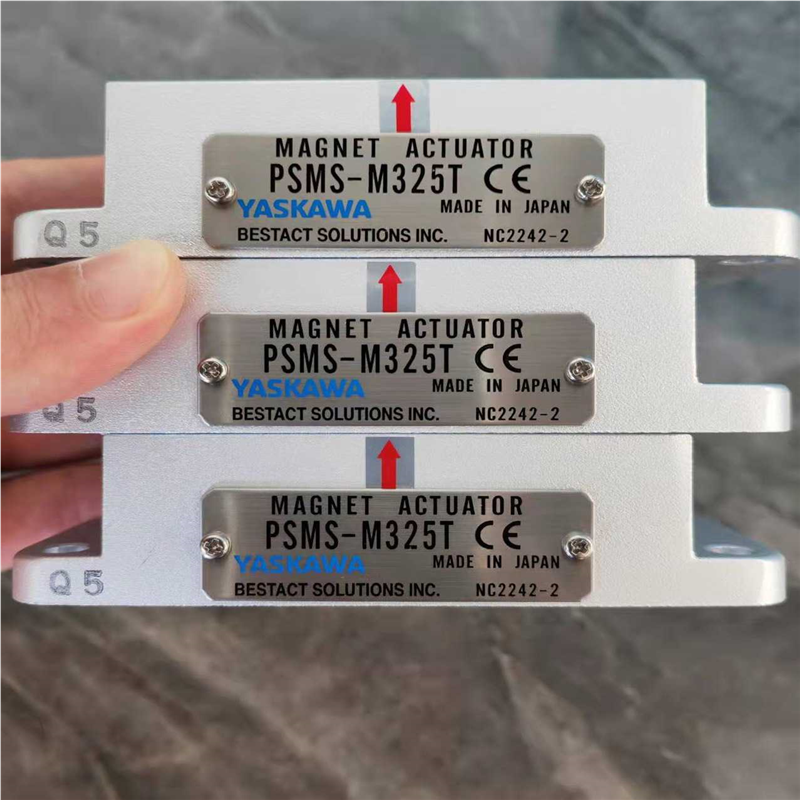 MAGNET ACTUATOR
PSMS-M325T CE
YASKAWA MADE IN JAPAN
Q5 BESTACT SOLUTIONS INC. NC2242-2
MAGNET ACTUATOR
PSMS-M325T CE
YASKAWA MADE IN JAPAN
Q5 BESTACT SOLUTIONS INC. NC2242-2
MAGNET ACTUATOR
PSMS-M325T CE
YASKAWA MADE IN JAPAN
Q5 BESTACT SOLUTIONS INC. NC2242-2